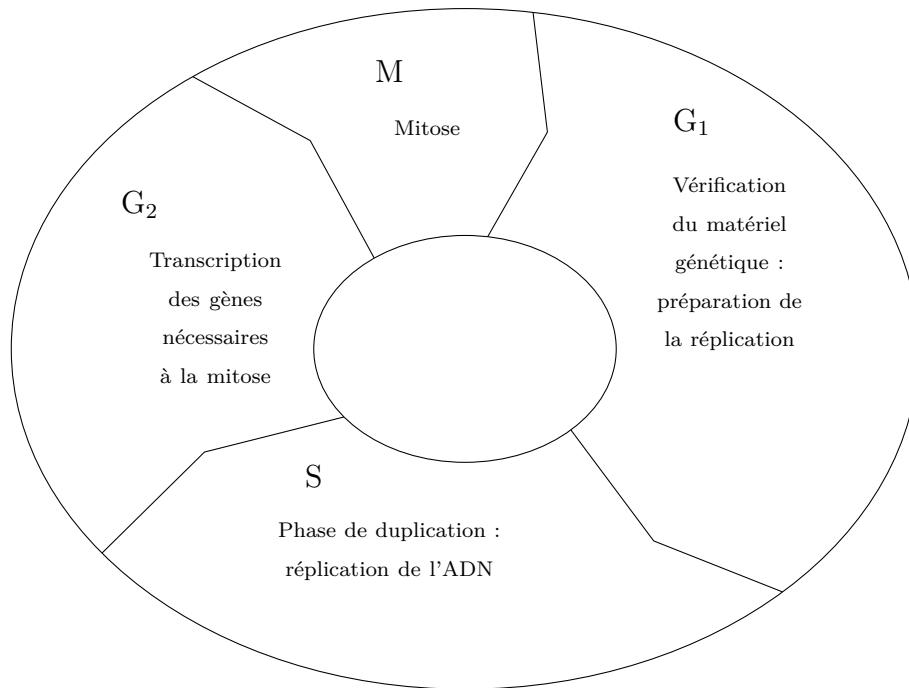 M
Mitose
G₁
Vérification
du matériel
génétique :
préparation de
la réplication
G₂
Transcription
des gènes
nécessaires
à la mitose
S
Phase de duplication :
réplication de l'ADN